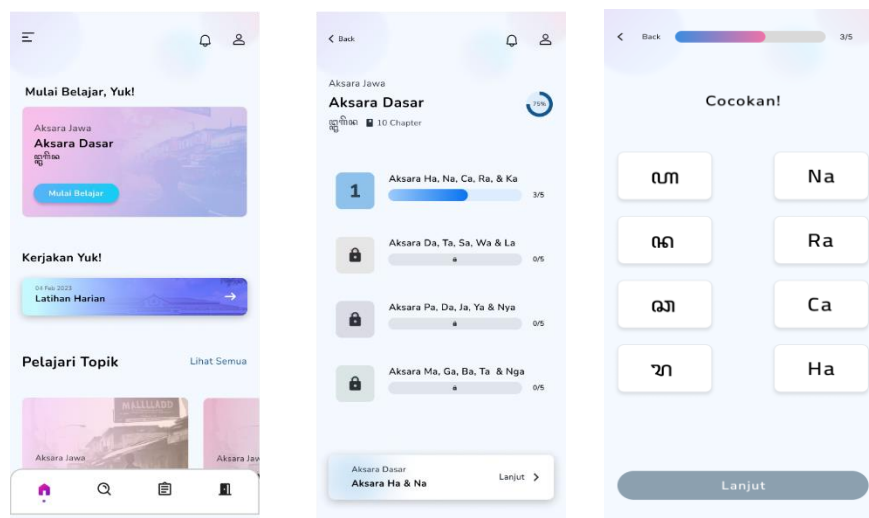 Mulai Belajar, Yuk!
Aksara Jawa
Aksara Dasar
Mulai Belajar
Kerjakan Yuk!
04 Feb 2023
Latihan Harian
Pelajari Topik
Lihat Semua
MALLLLADD
Aksara Jawa
Aksara Jav
Back
Aksara Jawa
Aksara Dasar
75%
10 Chapter
1
Aksara Ha, Na, Ca, Ra, & Ka
3/5
Aksara Da, Ta, Sa, Wa & La
0/5
Aksara Pa, Da, Ja, Ya & Nya
0/5
Aksara Ma, Ga, Ba, Ta & Nga
0/5
Aksara Dasar
Aksara Ha & Na
Lanjut
Back
3/5
Cocokan!
ꦲ Na
ꦤ Ra
ꦕ Ca
ꦫ Ha
Lanjut